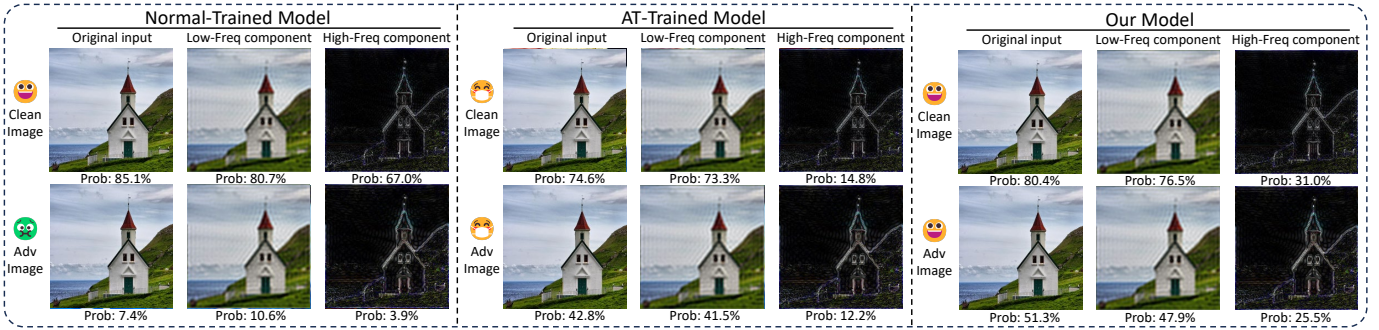 Normal-Trained Model
Original input Low-Freq component High-Freq component
Clean
Image
Prob: 85.1% Prob: 80.7% Prob: 67.0%
Adv
Image
Prob: 7.4% Prob: 10.6% Prob: 3.9%
AT-Trained Model
Original input Low-Freq component High-Freq component
Clean
Image
Prob: 74.6% Prob: 73.3% Prob: 14.8%
Adv
Image
Prob: 42.8% Prob: 41.5% Prob: 12.2%
Our Model
Original input Low-Freq component High-Freq component
Clean
Image
Prob: 80.4% Prob: 76.5% Prob: 31.0%
Adv
Image
Prob: 51.3% Prob: 47.9% Prob: 25.5%